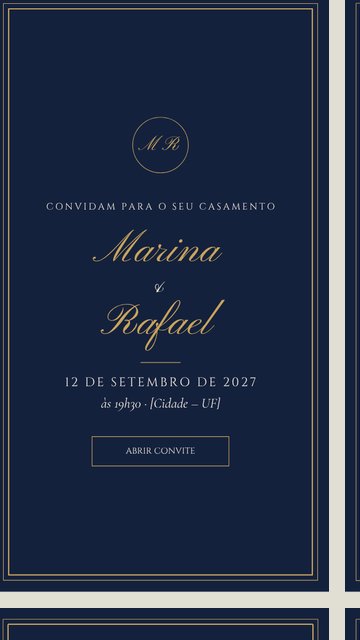 M R
CONVIDAM PARA O SEU CASAMENTO
Marina
&
Rafael
12 DE SETEMBRO DE 2027
às 19h30 · [Cidade – UF]
ABRIR CONVITE